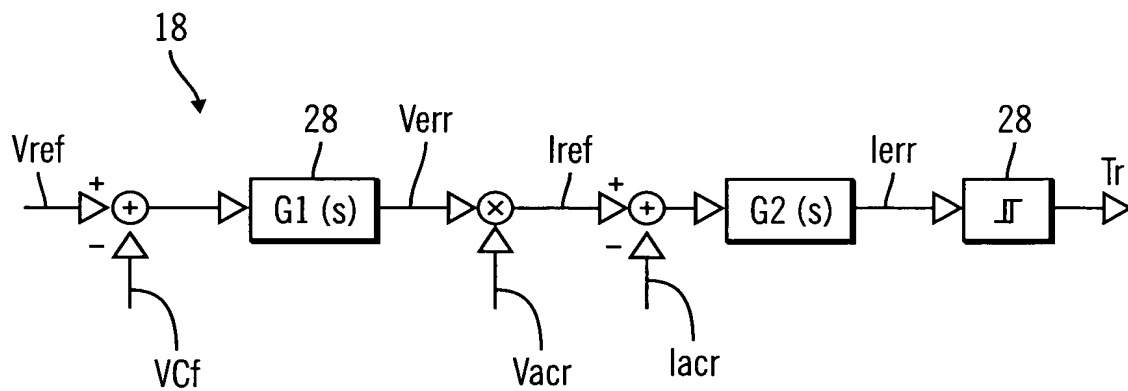 18
Vref
+
+
−
VCf
28
G1 (s)
Verr
×
Vacr
Iref
+
+
−
Iacr
G2 (s)
Ierr
28
Tr